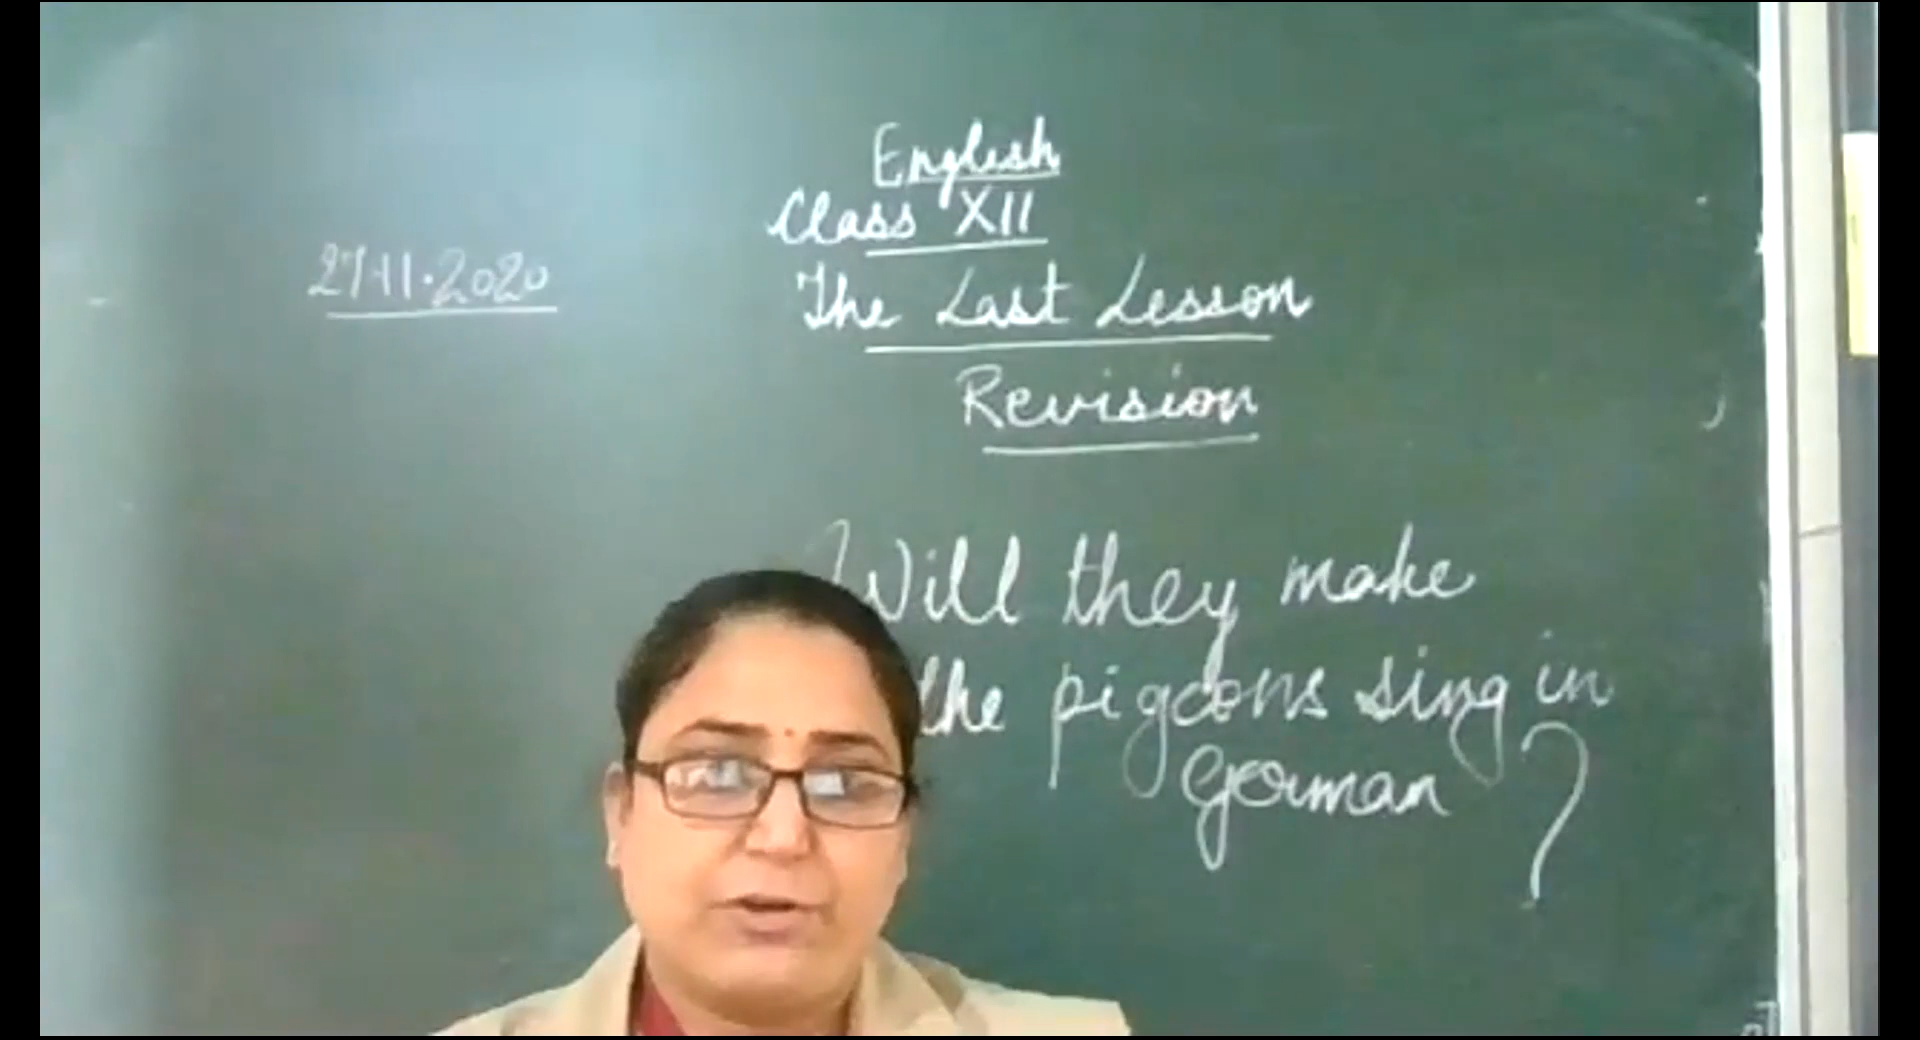 English
Class XII
27.11.2020
The Last Lesson
Revision
Will they make
the pigeons sing in
German?